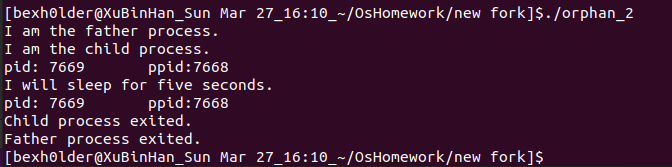 [bexh0lder@XuBinHan_Sun Mar 27_16:10_~/OsHomework/new fork]$./orphan_2
I am the father process.
I am the child process.
pid: 7669	ppid:7668
I will sleep for five seconds.
pid: 7669	ppid:7668
Child process exited.
Father process exited.
[bexh0lder@XuBinHan_Sun Mar 27_16:10_~/OsHomework/new fork]$